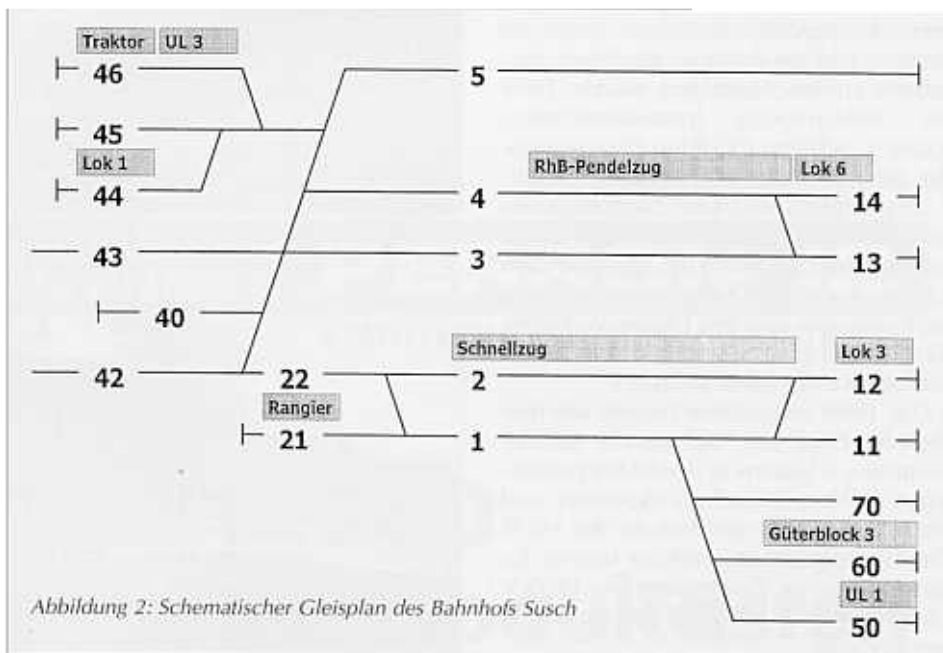 Traktor UL 3
46 5
45
Lok 1 RhB-Pendelzug Lok 6
44 4 14
43 3 13
40
Schnellzug Lok 3
42 22 2 12
Rangier
21 1 11
70
Güterblock 3
60
UL 1
Abbildung 2: Schematischer Gleisplan des Bahnhofs Susch
50